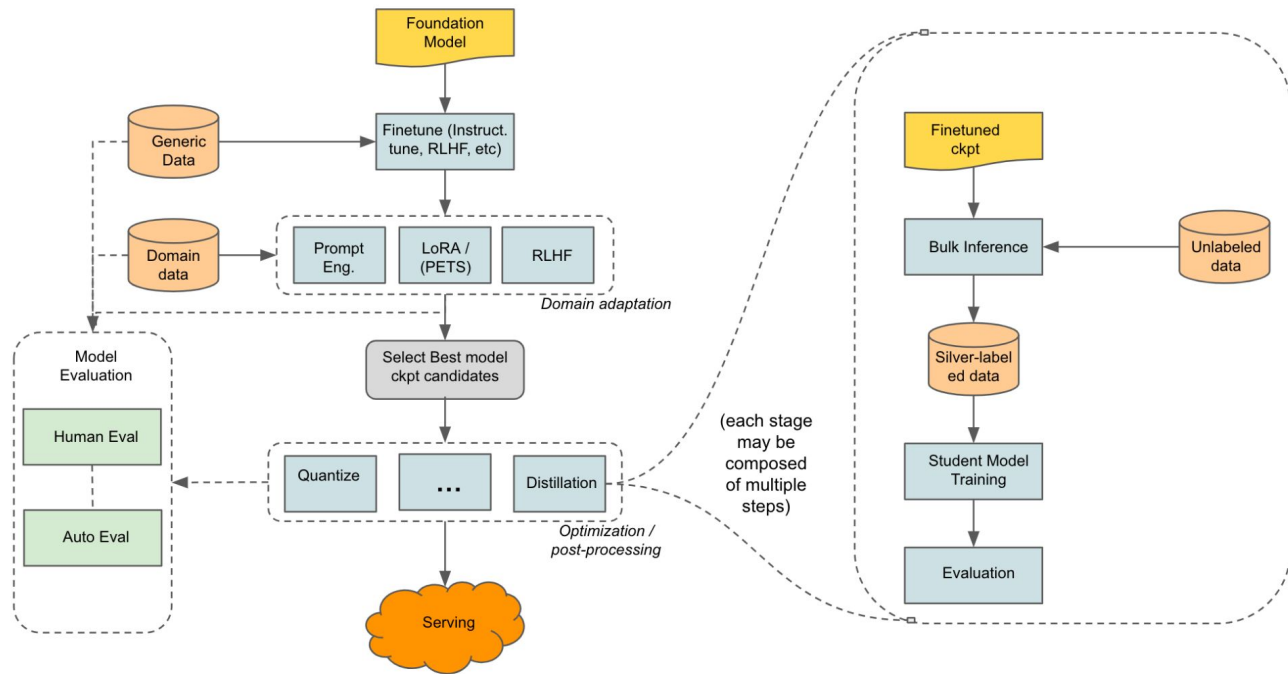 Foundation
Model
Generic
Data
Finetune (Instruct.
tune, RLHF, etc)
Domain
data
Prompt
Eng.
LoRA /
(PETS)
RLHF
Domain adaptation
Model
Evaluation
Human Eval
Auto Eval
Select Best model
ckpt candidates
Quantize
...
Distillation
Optimization /
post-processing
Serving
(each stage
may be
composed
of multiple
steps)
Finetuned
ckpt
Bulk Inference
Unlabeled
data
Silver-label
ed data
Student Model
Training
Evaluation